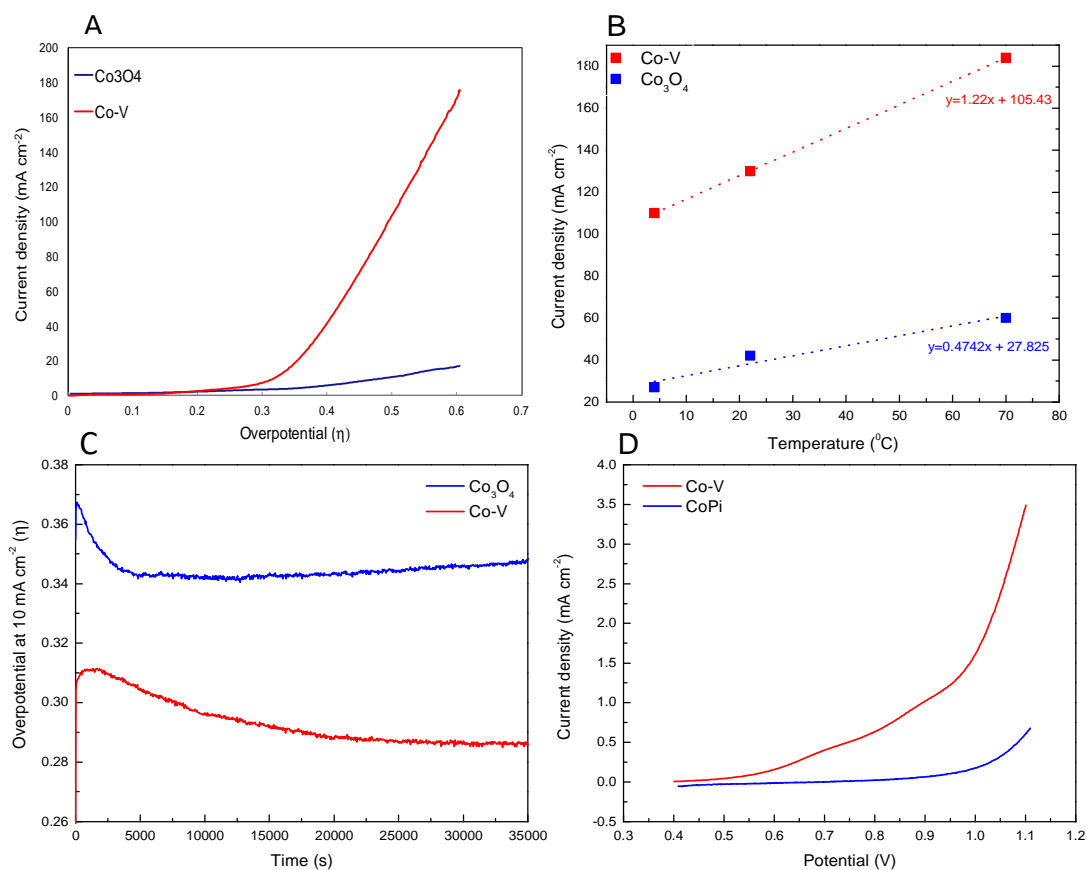 A
Co3O4
Co-V
Current density (mA cm⁻²)
200
180
160
140
120
100
80
60
40
20
0
0 0.1 0.2 0.3 0.4 0.5 0.6 0.7
Overpotential (η)
B
Co-V
Co₃O₄
y=1.22x + 105.43
y=0.4742x + 27.825
Current density (mA cm⁻²)
180
160
140
120
100
80
60
40
20
0 10 20 30 40 50 60 70 80
Temperature (⁰C)
C
Co₃O₄
Co-V
Overpotential at 10 mA cm⁻² (η)
0.38
0.36
0.34
0.32
0.30
0.28
0.26
0 5000 10000 15000 20000 25000 30000 35000
Time (s)
D
Co-V
CoPi
Current density (mA cm⁻²)
4.0
3.5
3.0
2.5
2.0
1.5
1.0
0.5
0.0
-0.5
0.3 0.4 0.5 0.6 0.7 0.8 0.9 1.0 1.1 1.2
Potential (V)